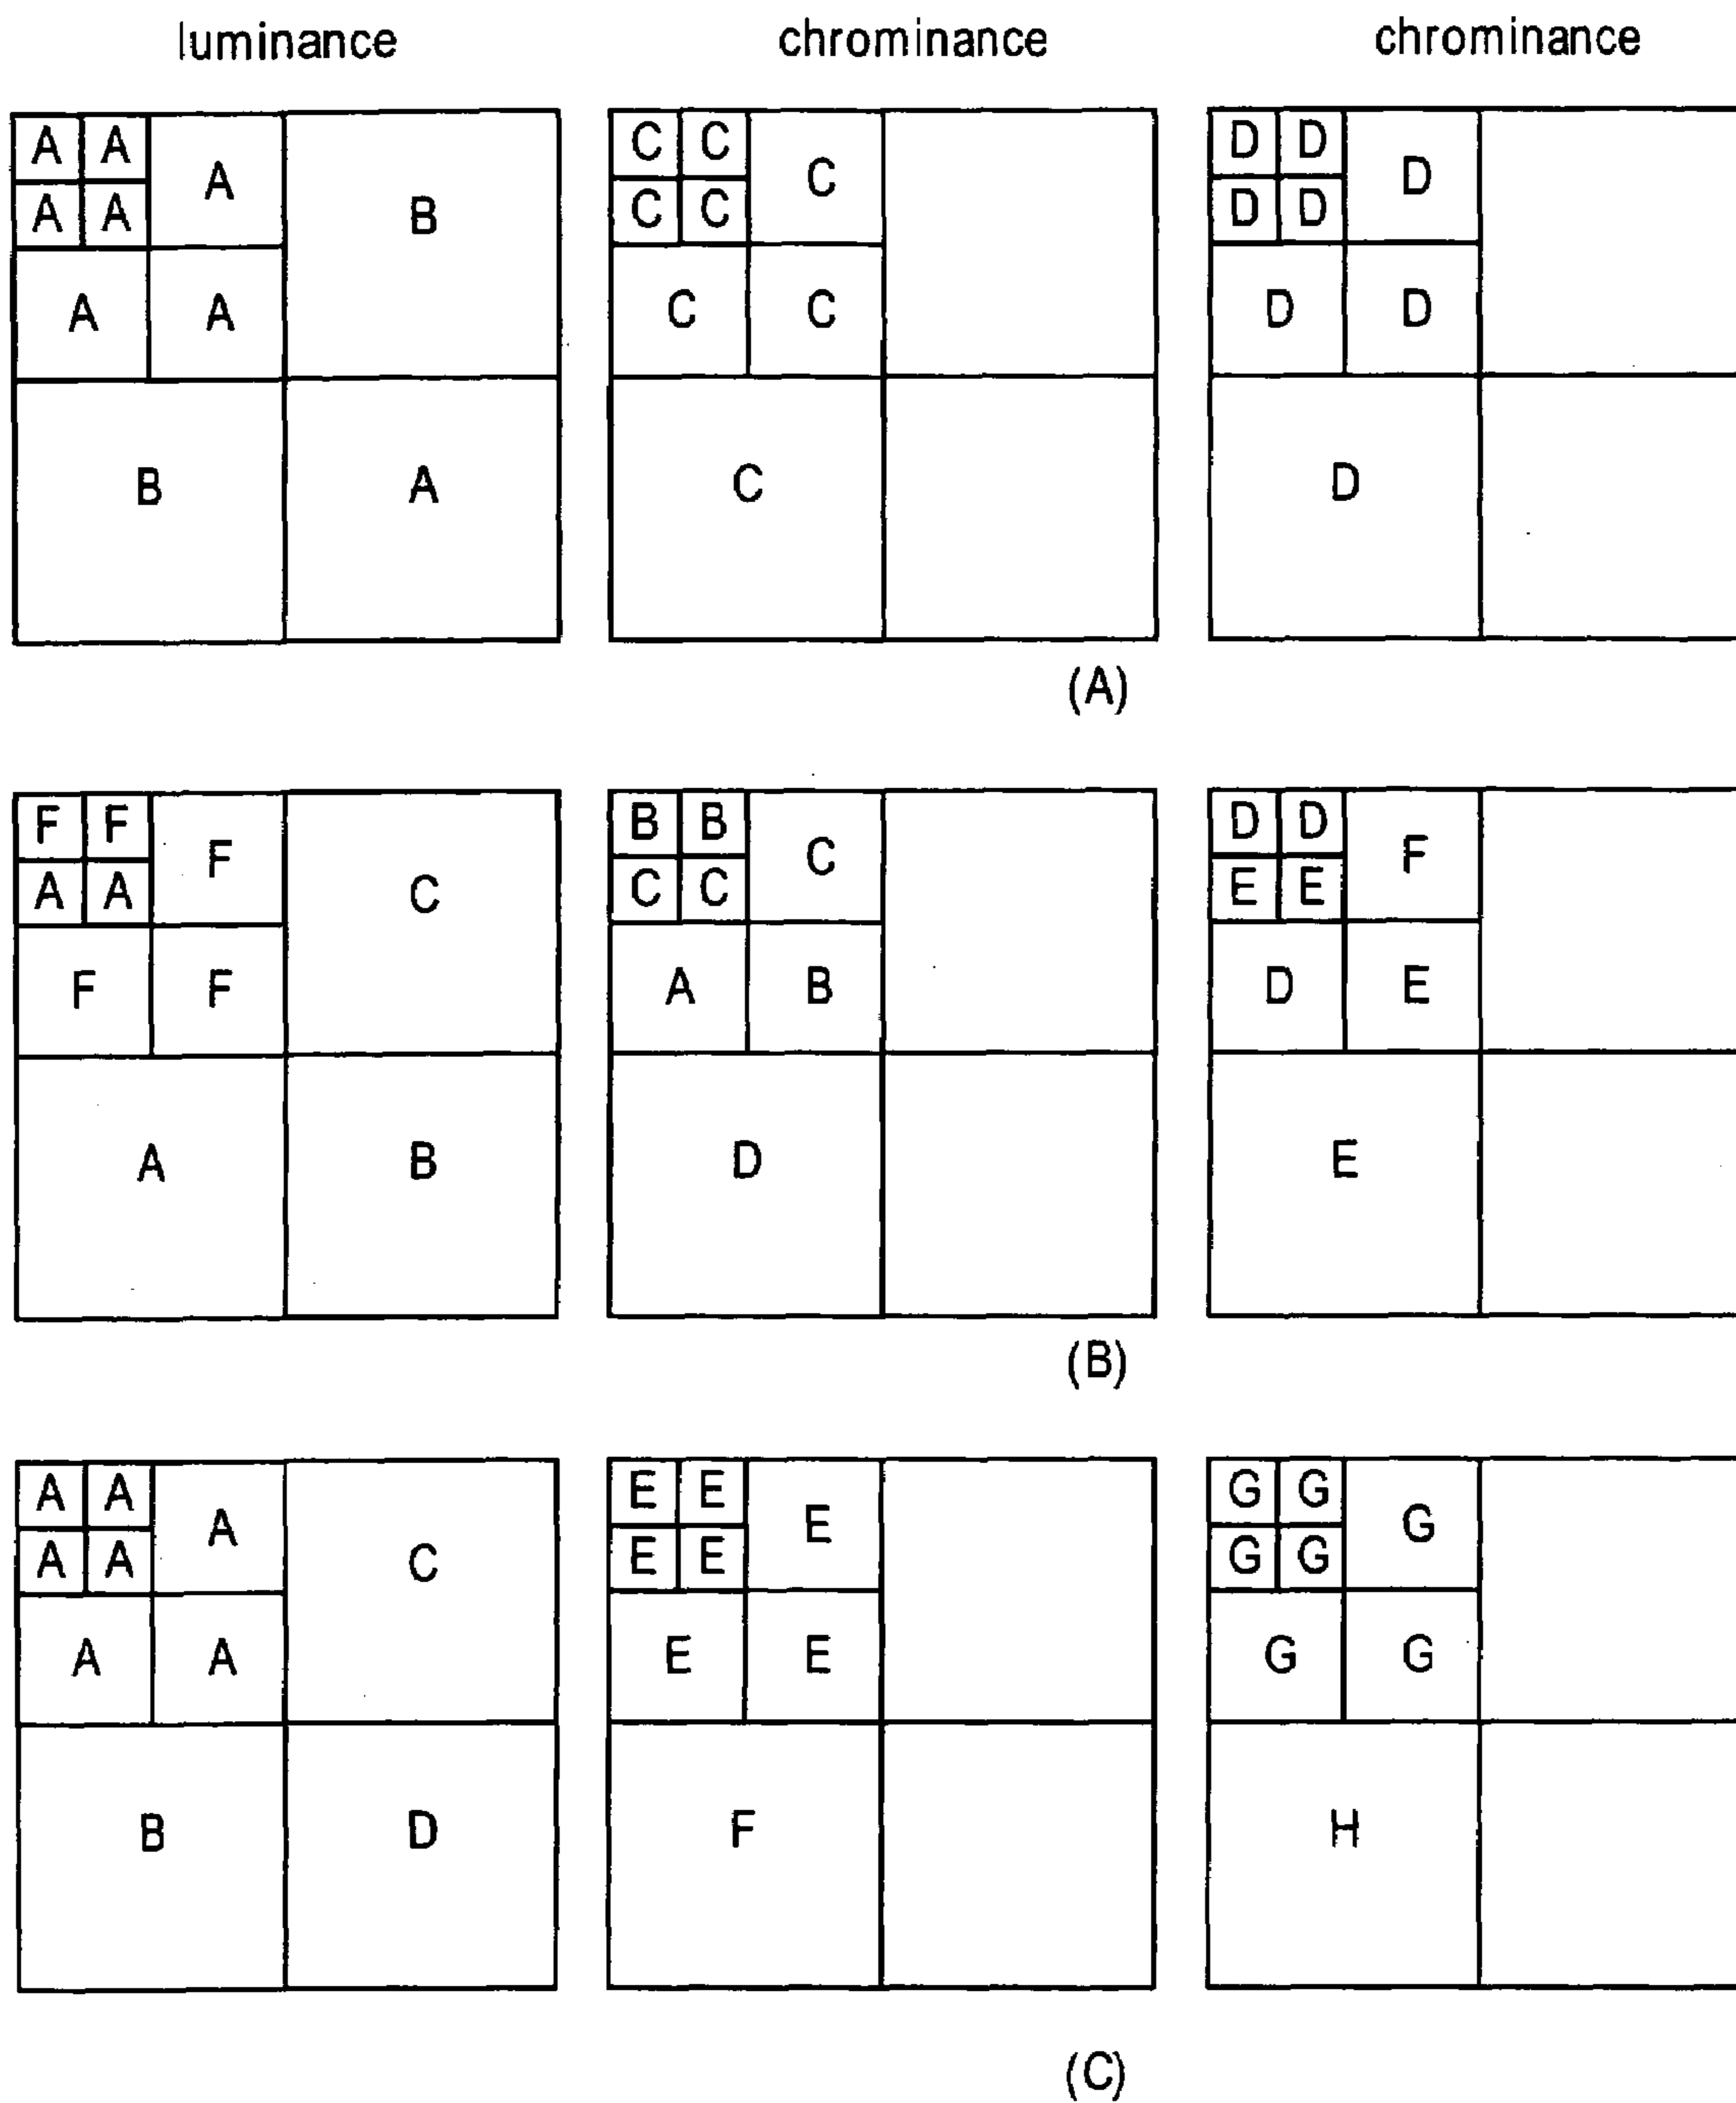 luminance chrominance chrominance
A A A B C C C D D D
A A C C D D
A A C C D D
B A C D
(A)
F F F C B B C D D F
A A C C E E
F F A B D E
A B D E
(B)
A A A C E E E G G G
A A E E G G
A A E E G G
B D F H
(C)